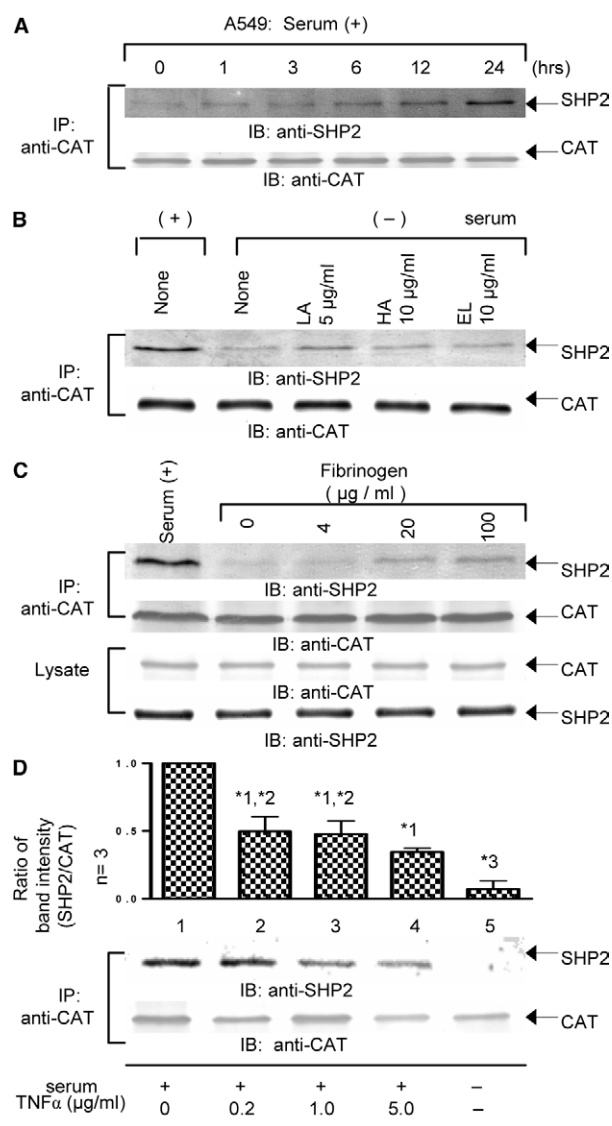 A
A549: Serum (+)
0 1 3 6 12 24 (hrs)
IP:
anti-CAT
SHP2
IB: anti-SHP2
CAT
IB: anti-CAT
B
( + ) ( – ) serum
None
None
LA
5 µg/ml
HA
10 µg/ml
EL
10 µg/ml
IP:
anti-CAT
SHP2
IB: anti-SHP2
CAT
IB: anti-CAT
C
Serum (+)
Fibrinogen
( µg / ml )
0 4 20 100
IP:
anti-CAT
SHP2
IB: anti-SHP2
CAT
IB: anti-CAT
Lysate
CAT
IB: anti-CAT
SHP2
IB: anti-SHP2
D
Ratio of
band intensity
(SHP2/CAT)
n= 3
1.0
0.5
0.0
*1,*2 *1,*2 *1 *3
1 2 3 4 5
IP:
anti-CAT
SHP2
IB: anti-SHP2
CAT
IB: anti-CAT
serum + + + + –
TNFα (µg/ml) 0 0.2 1.0 5.0 –